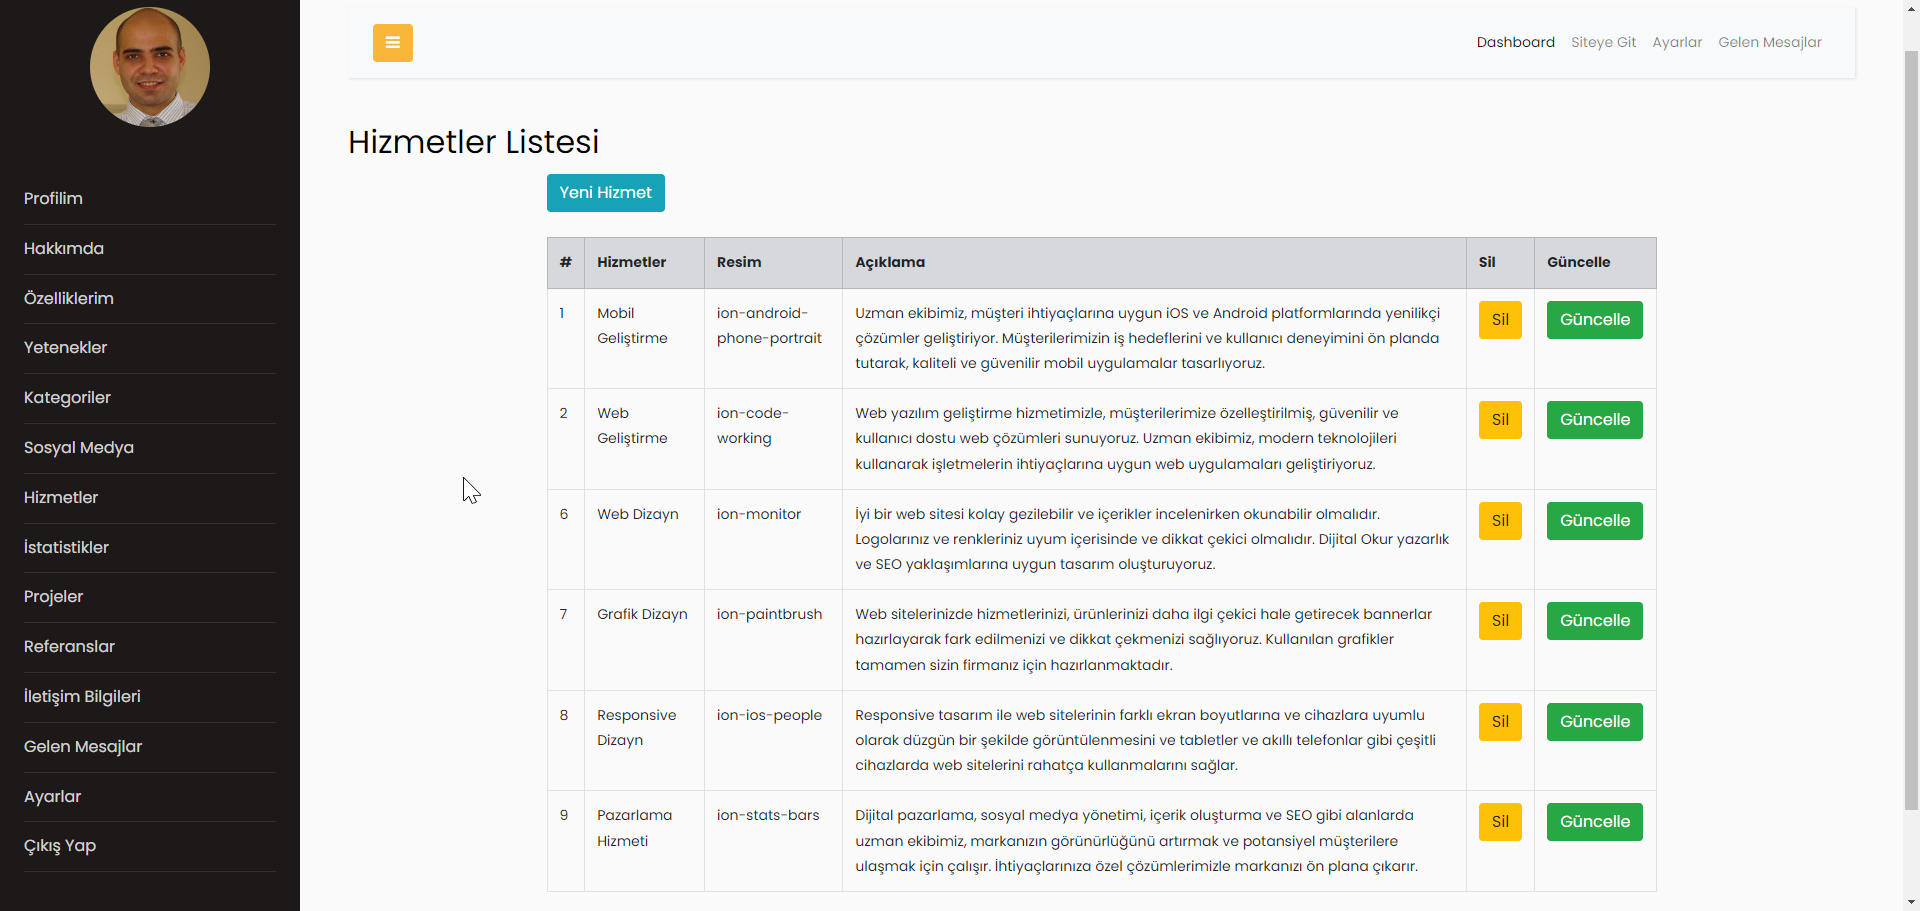 Profilim
Hakkımda
Özelliklerim
Yetenekler
Kategoriler
Sosyal Medya
Hizmetler
İstatistikler
Projeler
Referanslar
İletişim Bilgileri
Gelen Mesajlar
Ayarlar
Çıkış Yap
Dashboard Siteye Git Ayarlar Gelen Mesajlar
Hizmetler Listesi
Yeni Hizmet
# Hizmetler Resim Açıklama Sil Güncelle
1 Mobil ion-android- Uzman ekibimiz, müşteri ihtiyaçlarına uygun iOS ve Android platformlarında yenilikçi Sil Güncelle
Geliştirme phone-portrait çözümler geliştiriyor. Müşterilerimizin iş hedeflerini ve kullanıcı deneyimini ön planda
tutarak, kaliteli ve güvenilir mobil uygulamalar tasarlıyoruz.
2 Web ion-code- Web yazılım geliştirme hizmetimizle, müşterilerimize özelleştirilmiş, güvenilir ve Sil Güncelle
Geliştirme working kullanıcı dostu web çözümleri sunuyoruz. Uzman ekibimiz, modern teknolojileri
kullanarak işletmelerin ihtiyaçlarına uygun web uygulamaları geliştiriyoruz.
6 Web Dizayn ion-monitor İyi bir web sitesi kolay gezilebilir ve içerikler incelenirken okunabilir olmalıdır. Sil Güncelle
Logolarınız ve renkleriniz uyum içerisinde ve dikkat çekici olmalıdır. Dijital Okur yazarlık
ve SEO yaklaşımlarına uygun tasarım oluşturuyoruz.
7 Grafik Dizayn ion-paintbrush Web sitelerinizde hizmetlerinizi, ürünlerinizi daha ilgi çekici hale getirecek bannerlar Sil Güncelle
hazırlayarak fark edilmenizi ve dikkat çekmenizi sağlıyoruz. Kullanılan grafikler
tamamen sizin firmanız için hazırlanmaktadır.
8 Responsive ion-ios-people Responsive tasarım ile web sitelerinin farklı ekran boyutlarına ve cihazlara uyumlu Sil Güncelle
Dizayn olarak düzgün bir şekilde görüntülenmesini ve tabletler ve akıllı telefonlar gibi çeşitli
cihazlarda web sitelerini rahatça kullanmalarını sağlar.
9 Pazarlama ion-stats-bars Dijital pazarlama, sosyal medya yönetimi, içerik oluşturma ve SEO gibi alanlarda Sil Güncelle
Hizmeti uzman ekibimiz, markanızın görünürlüğünü artırmak ve potansiyel müşterilere
ulaşmak için çalışır. İhtiyaçlarınıza özel çözümlerimizle markanızı ön plana çıkarır.